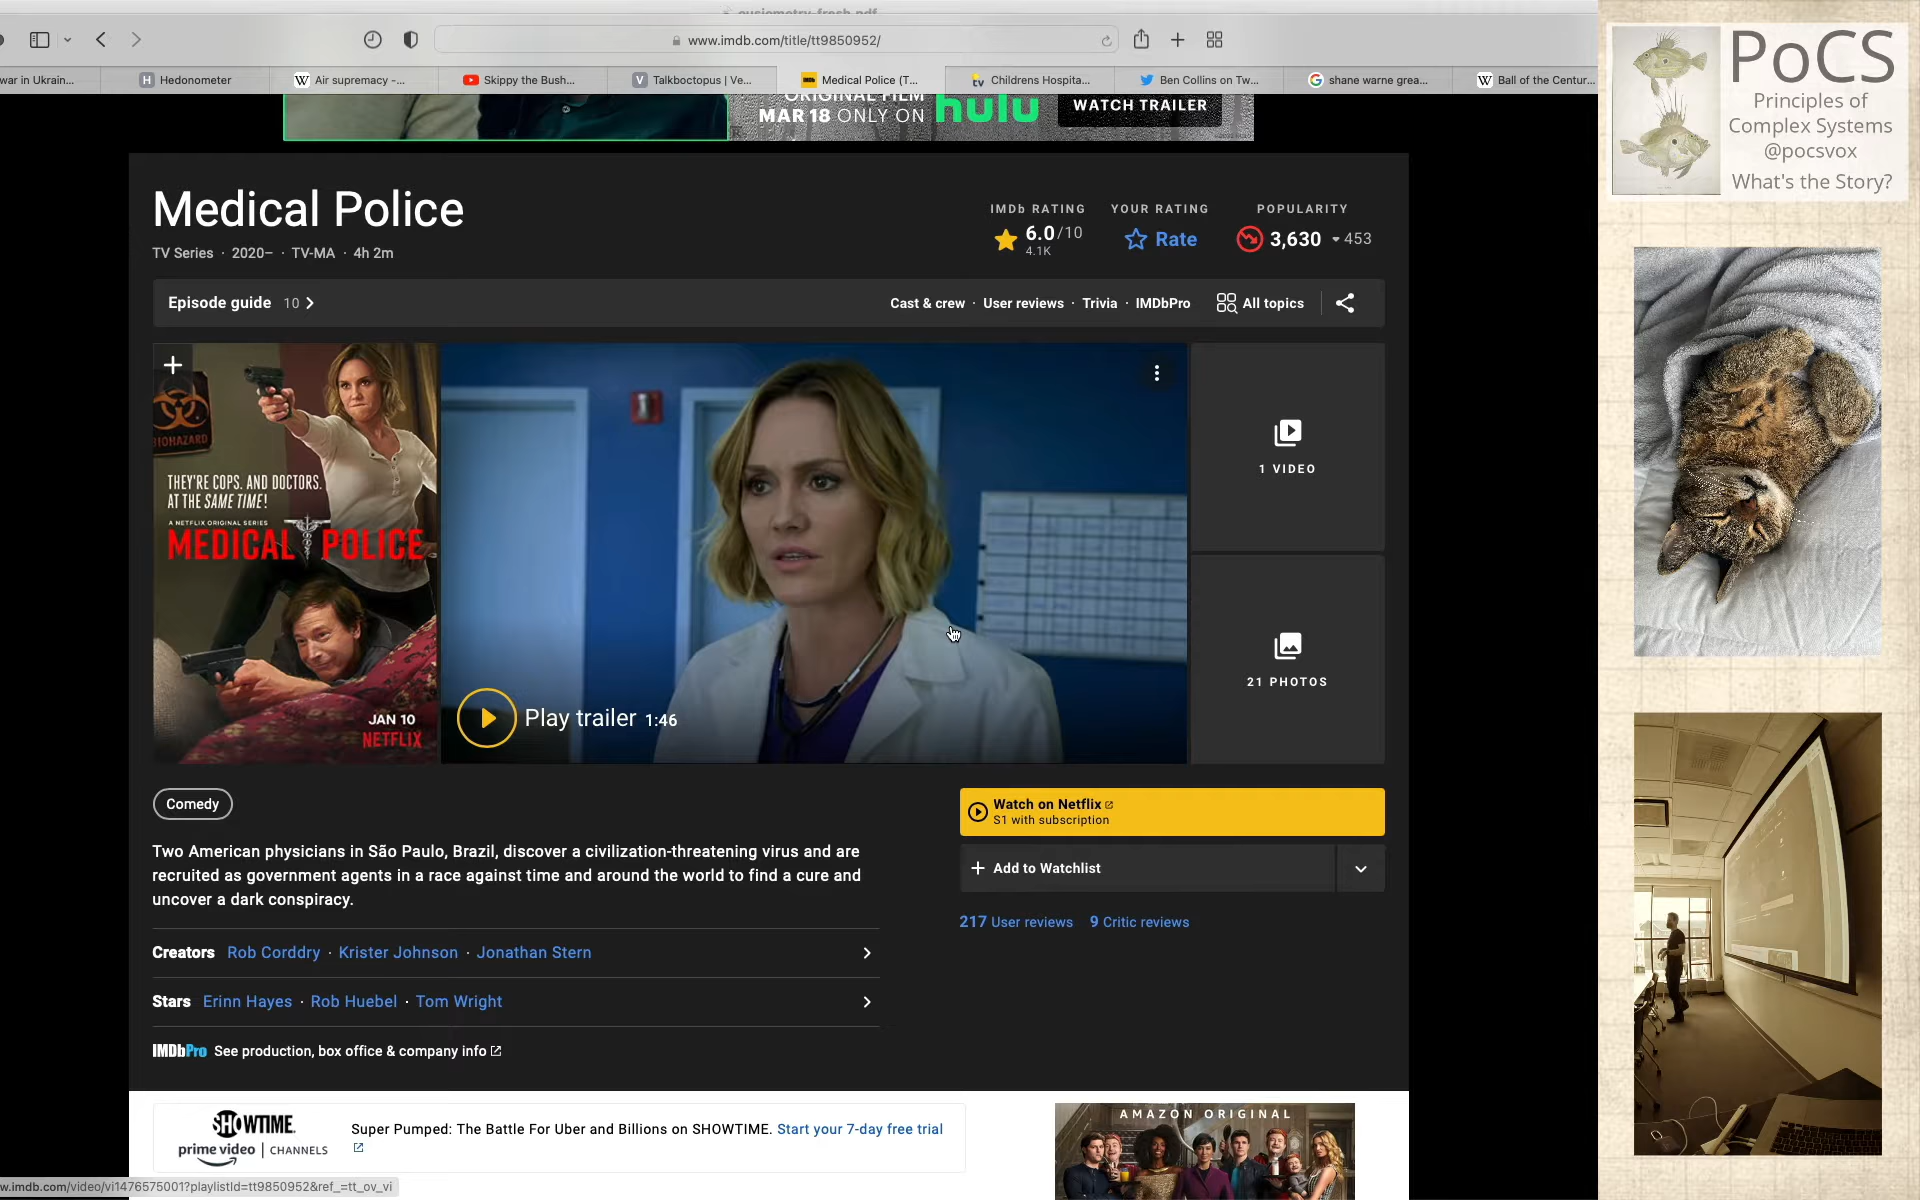 www.imdb.com/title/tt9850952/
war in Ukrain...
Hedonometer
Air supremacy -...
Skippy the Bush...
Talkboctopus | Ve...
Medical Police (T...
Childrens Hospita...
Ben Collins on Tw...
shane warne grea...
Ball of the Centur...
ORIGINAL FILM
MAR 18 ONLY ON hulu
WATCH TRAILER
Medical Police
TV Series · 2020– · TV-MA · 4h 2m
IMDb RATING
6.0/10
4.1K
YOUR RATING
Rate
POPULARITY
3,630 453
Episode guide 10
Cast & crew · User reviews · Trivia · IMDbPro All topics
BIOHAZARD
THEY'RE COPS. AND DOCTORS.
AT THE SAME TIME!
A NETFLIX ORIGINAL SERIES
MEDICAL POLICE
JAN 10
NETFLIX
Play trailer 1:46
1 VIDEO
21 PHOTOS
Comedy
Two American physicians in São Paulo, Brazil, discover a civilization-threatening virus and are
recruited as government agents in a race against time and around the world to find a cure and
uncover a dark conspiracy.
Creators Rob Corddry · Krister Johnson · Jonathan Stern
Stars Erinn Hayes · Rob Huebel · Tom Wright
IMDbPro See production, box office & company info
Watch on Netflix
S1 with subscription
Add to Watchlist
217 User reviews 9 Critic reviews
SHOWTIME
prime video | CHANNELS
Super Pumped: The Battle For Uber and Billions on SHOWTIME. Start your 7-day free trial
AMAZON ORIGINAL
w.imdb.com/video/vi1476575001?playlistId=tt9850952&ref_=tt_ov_vi
PoCS
Principles of
Complex Systems
@pocsvox
What's the Story?